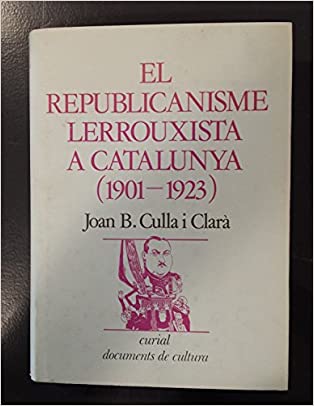 EL
REPUBLICANISME
LERROUXISTA
A CATALUNYA
(1901—1923)
Joan B. Culla i Clarà
curial
documents de cultura